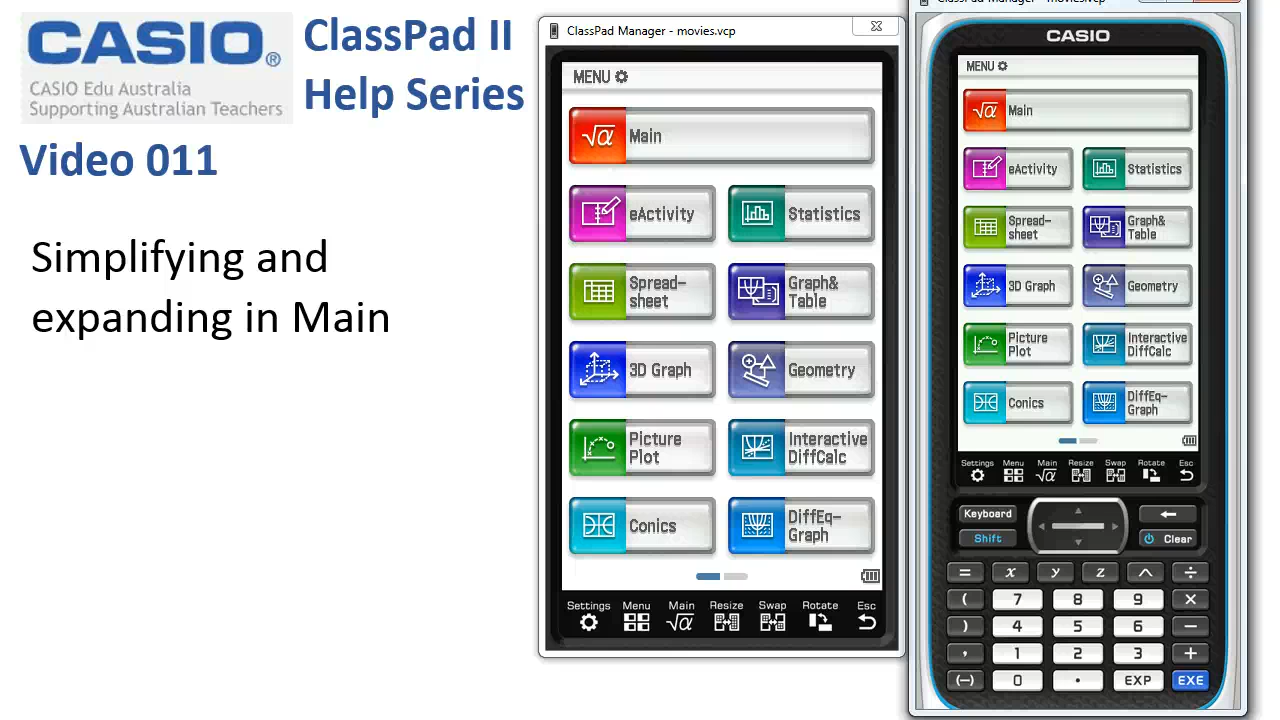 CASIO®
CASIO Edu Australia
Supporting Australian Teachers
ClassPad II
Help Series
Video 011
Simplifying and
expanding in Main
ClassPad Manager - movies.vcp
MENU
Main
eActivity
Statistics
Spread-
sheet
Graph&
Table
3D Graph
Geometry
Picture
Plot
Interactive
DiffCalc
Conics
DiffEq-
Graph
Settings
Menu
Main
Resize
Swap
Rotate
Esc
ClassPad Manager - movies.vcp
CASIO
MENU
Main
eActivity
Statistics
Spread-
sheet
Graph&
Table
3D Graph
Geometry
Picture
Plot
Interactive
DiffCalc
Conics
DiffEq-
Graph
Settings
Menu
Main
Resize
Swap
Rotate
Esc
Keyboard
Shift
Clear
= x y z ^ ÷
( 7 8 9 ×
) 4 5 6 −
, 1 2 3 +
(−) 0 · EXP EXE